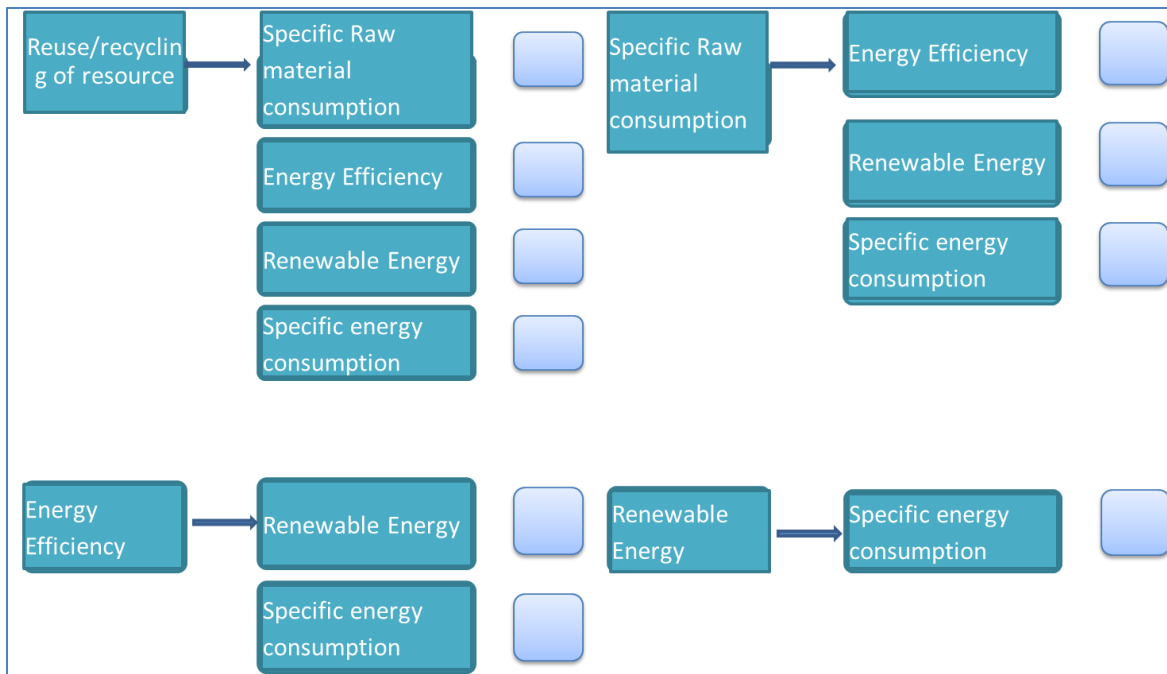 Reuse/recyclin
g of resource
Specific Raw
material
consumption
Energy Efficiency
Renewable Energy
Specific energy
consumption
Specific Raw
material
consumption
Energy Efficiency
Renewable Energy
Specific energy
consumption
Energy
Efficiency
Renewable Energy
Specific energy
consumption
Renewable
Energy
Specific energy
consumption